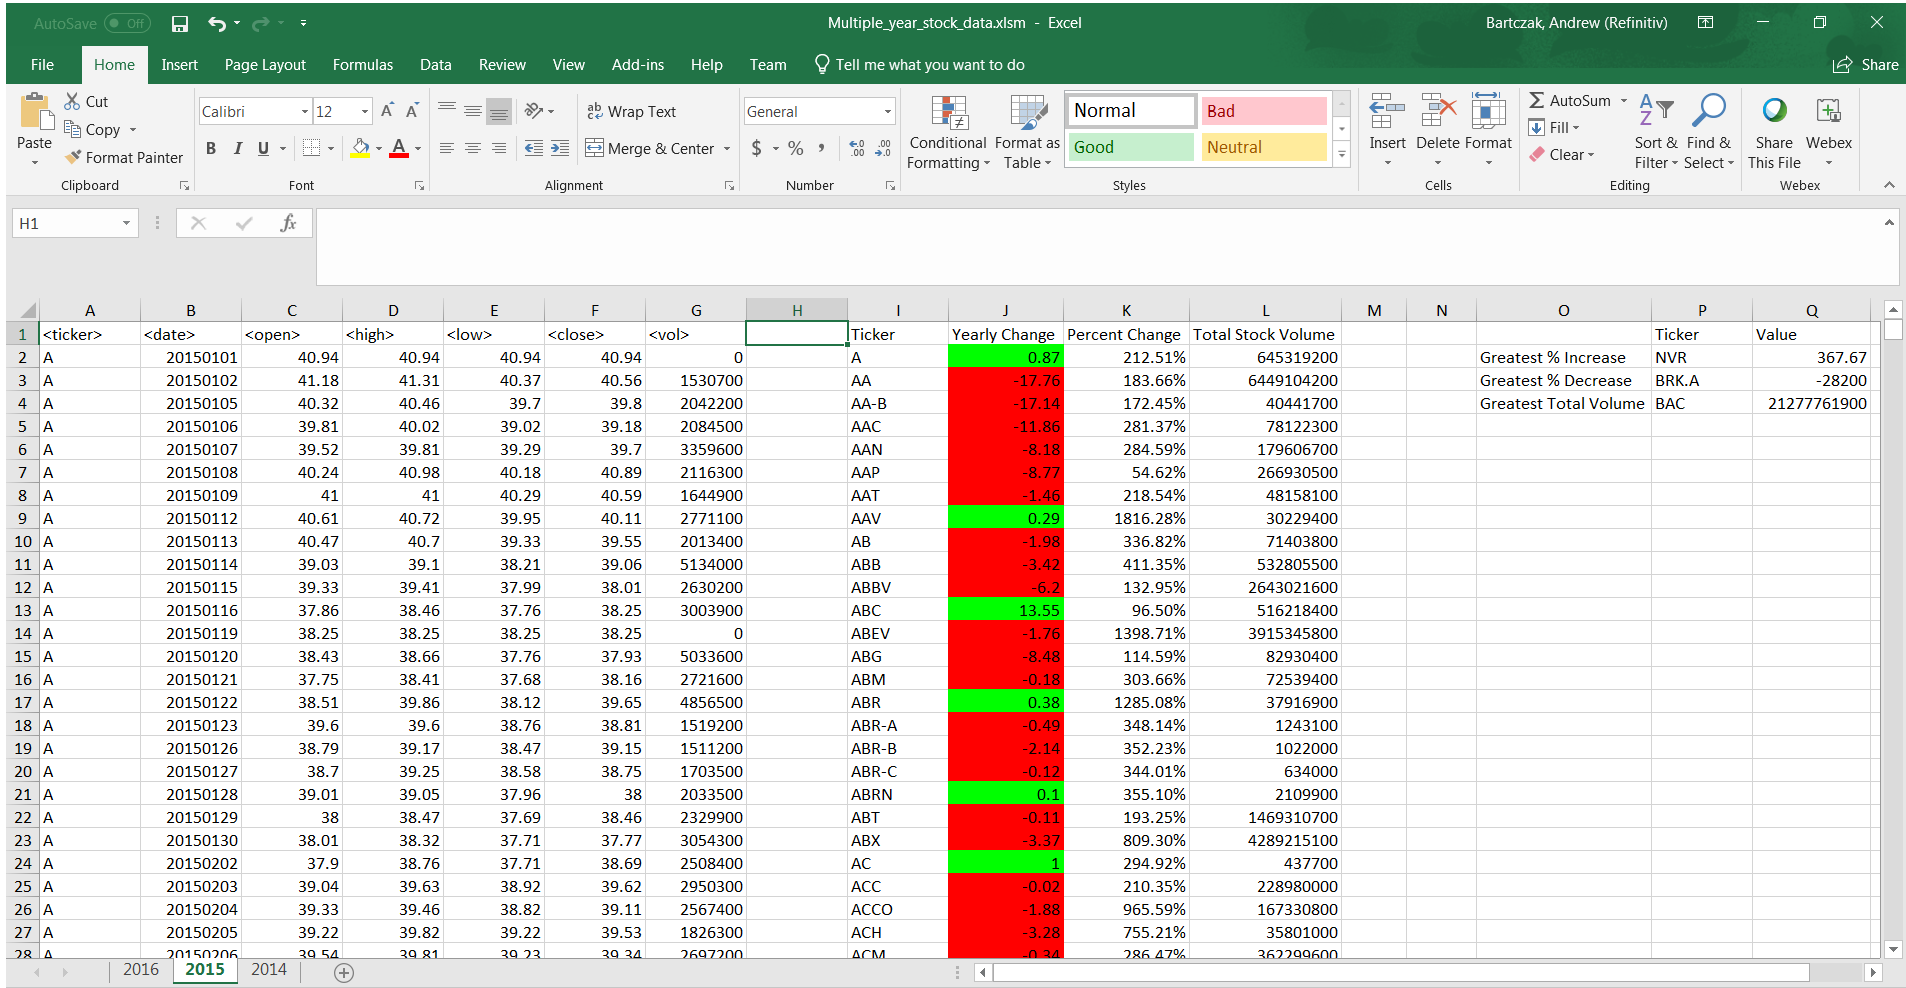 AutoSave Off Multiple_year_stock_data.xlsm - Excel Bartczak, Andrew (Refinitiv)
File Home Insert Page Layout Formulas Data Review View Add-ins Help Team Tell me what you want to do Share
Paste Cut Copy Format Painter Clipboard
Calibri 12 A A B I U A Font
ab c Wrap Text Merge & Center Alignment
General $ % , .0 .00 .00 .0 Number
Conditional Formatting Format as Table Normal Bad Good Neutral Styles
Insert Delete Format Cells
AutoSum Fill Clear Sort & Filter Find & Select Editing
Share This File Webex Webex
H1 fx
A B C D E F G H I J K L M N O P Q
1 <ticker> <date> <open> <high> <low> <close> <vol> Ticker Yearly Change Percent Change Total Stock Volume Ticker Value
2 A 20150101 40.94 40.94 40.94 40.94 0 A 0.87 212.51% 645319200 Greatest % Increase NVR 367.67
3 A 20150102 41.18 41.31 40.37 40.56 1530700 AA -17.76 183.66% 6449104200 Greatest % Decrease BRK.A -28200
4 A 20150105 40.32 40.46 39.7 39.8 2042200 AA-B -17.14 172.45% 40441700 Greatest Total Volume BAC 21277761900
5 A 20150106 39.81 40.02 39.02 39.18 2084500 AAC -11.86 281.37% 78122300
6 A 20150107 39.52 39.81 39.29 39.7 3359600 AAN -8.18 284.59% 179606700
7 A 20150108 40.24 40.98 40.18 40.89 2116300 AAP -8.77 54.62% 266930500
8 A 20150109 41 41 40.29 40.59 1644900 AAT -1.46 218.54% 48158100
9 A 20150112 40.61 40.72 39.95 40.11 2771100 AAV 0.29 1816.28% 30229400
10 A 20150113 40.47 40.7 39.33 39.55 2013400 AB -1.98 336.82% 71403800
11 A 20150114 39.03 39.1 38.21 39.06 5134000 ABB -3.42 411.35% 532805500
12 A 20150115 39.33 39.41 37.99 38.01 2630200 ABBV -6.2 132.95% 2643021600
13 A 20150116 37.86 38.46 37.76 38.25 3003900 ABC 13.55 96.50% 516218400
14 A 20150119 38.25 38.25 38.25 38.25 0 ABEV -1.76 1398.71% 3915345800
15 A 20150120 38.43 38.66 37.76 37.93 5033600 ABG -8.48 114.59% 82930400
16 A 20150121 37.75 38.41 37.68 38.16 2721600 ABM -0.18 303.66% 72539400
17 A 20150122 38.51 39.86 38.12 39.65 4856500 ABR 0.38 1285.08% 37916900
18 A 20150123 39.6 39.6 38.76 38.81 1519200 ABR-A -0.49 348.14% 1243100
19 A 20150126 38.79 39.17 38.47 39.15 1511200 ABR-B -2.14 352.23% 1022000
20 A 20150127 38.7 39.25 38.58 38.75 1703500 ABR-C -0.12 344.01% 634000
21 A 20150128 39.01 39.05 37.96 38 2033500 ABRN 0.1 355.10% 2109900
22 A 20150129 38 38.47 37.69 38.46 2329900 ABT -0.11 193.25% 1469310700
23 A 20150130 38.01 38.32 37.71 37.77 3054300 ABX -3.37 809.30% 4289215100
24 A 20150202 37.9 38.76 37.71 38.69 2508400 AC 1 294.92% 437700
25 A 20150203 39.04 39.63 38.92 39.62 2950300 ACC -0.02 210.35% 228980000
26 A 20150204 39.33 39.46 38.82 39.11 2567400 ACCO -1.88 965.59% 167330800
27 A 20150205 39.22 39.82 39.22 39.53 1826300 ACH -3.28 755.21% 35801000
28 A 20150206 39.54 39.81 39.23 39.34 2697200 ACM -0.34 286.47% 362299600
2016 2015 2014